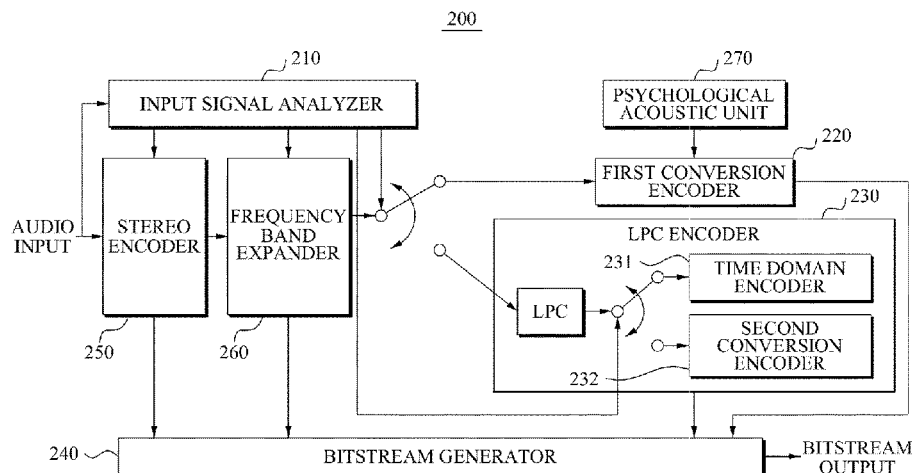 200
210
INPUT SIGNAL ANALYZER
270
PSYCHOLOGICAL
ACOUSTIC UNIT
220
FIRST CONVERSION
ENCODER
AUDIO
INPUT
STEREO
ENCODER
250
FREQUENCY
BAND
EXPANDER
260
230
LPC ENCODER
LPC
231
TIME DOMAIN
ENCODER
SECOND
CONVERSION
ENCODER
232
240
BITSTREAM GENERATOR
BITSTREAM
OUTPUT